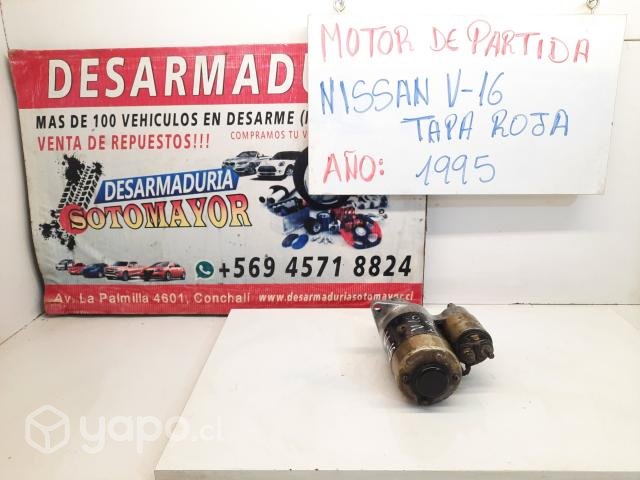 DESARMADU
MAS DE 100 VEHICULOS EN DESARME (
VENTA DE REPUESTOS!!!
COMPRAMOS TU V
DESARMADURIA
SOTOMAYOR
+569 4571 8824
Av. La Palmilla 4601, Conchalí www.desarmaduriasotomayor.cl
MOTOR DE PARTIDA
NISSAN V-16
TAPA ROJA
AÑO: 1995
yapo.cl